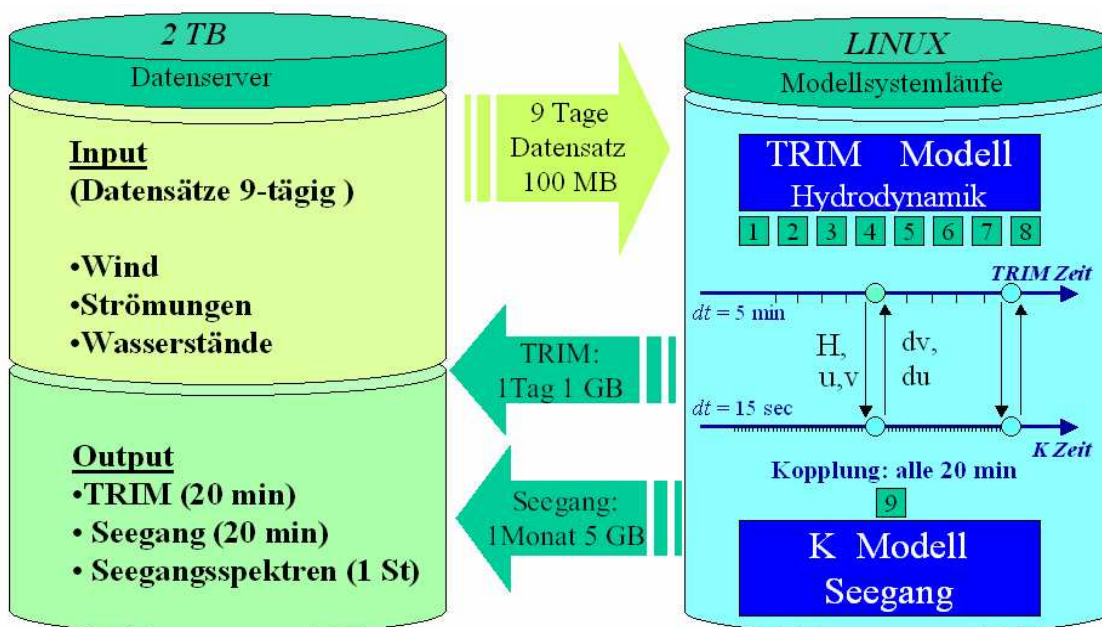 2 TB
Datenserver
Input
(Datensätze 9-tägig )
•Wind
•Strömungen
•Wasserstände
Output
•TRIM (20 min)
• Seegang (20 min)
• Seegangsspektren (1 St)
9 Tage
Datensatz
100 MB
TRIM:
1Tag 1 GB
Seegang:
1Monat 5 GB
LINUX
Modellsystemläufe
TRIM Modell
Hydrodynamik
1 2 3 4 5 6 7 8
TRIM Zeit
dt = 5 min
H, dv,
u,v du
dt = 15 sec
K Zeit
Kopplung: alle 20 min
9
K Modell
Seegang